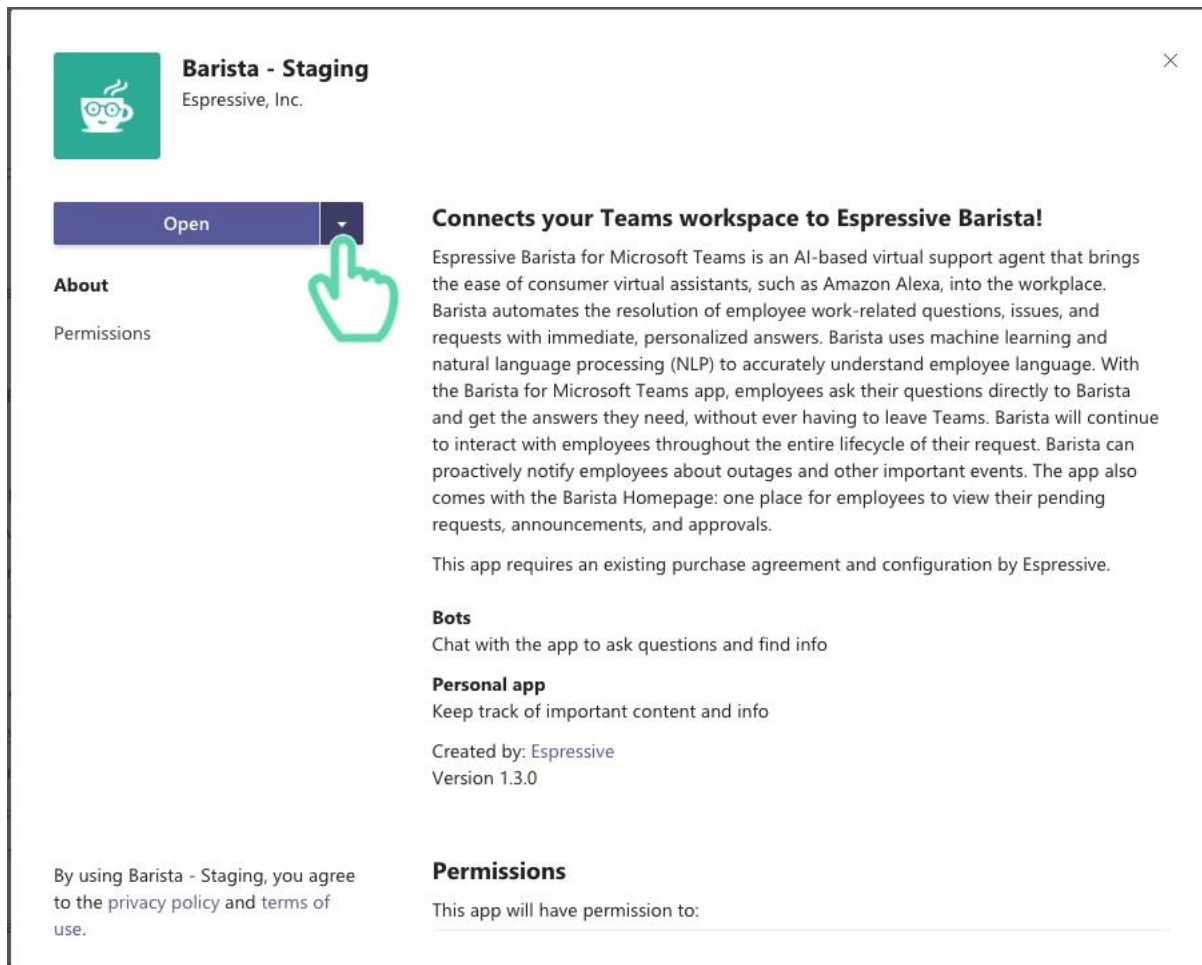 Barista - Staging
Espressive, Inc.
Open
About
Permissions
Connects your Teams workspace to Espressive Barista!
Espressive Barista for Microsoft Teams is an AI-based virtual support agent that brings
the ease of consumer virtual assistants, such as Amazon Alexa, into the workplace.
Barista automates the resolution of employee work-related questions, issues, and
requests with immediate, personalized answers. Barista uses machine learning and
natural language processing (NLP) to accurately understand employee language. With
the Barista for Microsoft Teams app, employees ask their questions directly to Barista
and get the answers they need, without ever having to leave Teams. Barista will continue
to interact with employees throughout the entire lifecycle of their request. Barista can
proactively notify employees about outages and other important events. The app also
comes with the Barista Homepage: one place for employees to view their pending
requests, announcements, and approvals.
This app requires an existing purchase agreement and configuration by Espressive.
Bots
Chat with the app to ask questions and find info
Personal app
Keep track of important content and info
Created by: Espressive
Version 1.3.0
By using Barista - Staging, you agree
to the privacy policy and terms of
use.
Permissions
This app will have permission to: